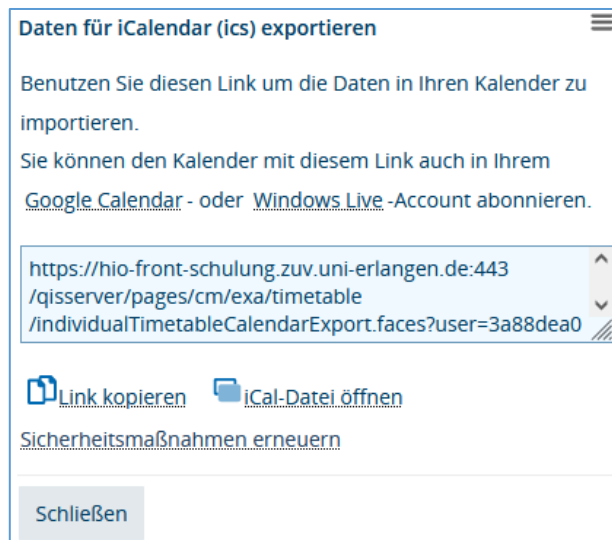 Daten für iCalendar (ics) exportieren
Benutzen Sie diesen Link um die Daten in Ihren Kalender zu
importieren.
Sie können den Kalender mit diesem Link auch in Ihrem
Google Calendar - oder Windows Live -Account abonnieren.
https://hio-front-schulung.zuv.uni-erlangen.de:443
/qisserver/pages/cm/exa/timetable
/individualTimetableCalendarExport.faces?user=3a88dea0
Link kopieren iCal-Datei öffnen
Sicherheitsmaßnahmen erneuern
Schließen